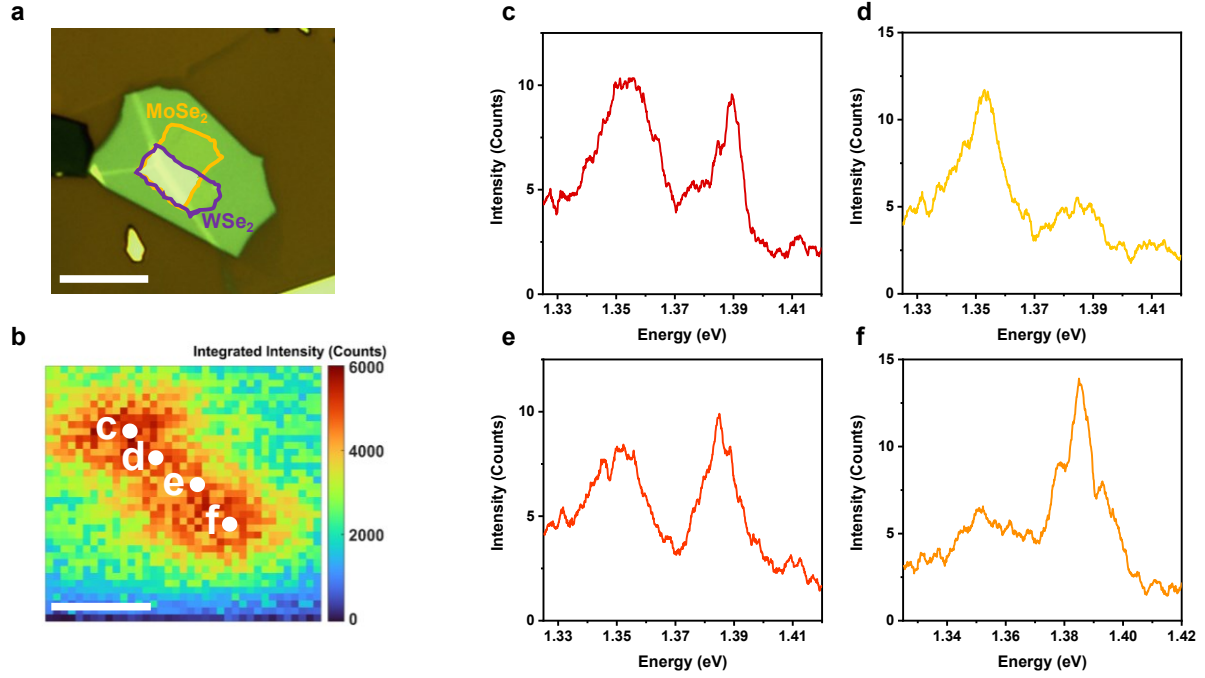 a
MoSe₂
WSe₂
b
Integrated Intensity (Counts)
6000
4000
2000
0
c
d
e
f
c
Intensity (Counts)
10
5
0
1.33 1.35 1.37 1.39 1.41
Energy (eV)
d
Intensity (Counts)
15
10
5
0
1.33 1.35 1.37 1.39 1.41
Energy (eV)
e
Intensity (Counts)
10
5
0
1.33 1.35 1.37 1.39 1.41
Energy (eV)
f
Intensity (Counts)
15
10
5
0
1.34 1.36 1.38 1.40 1.42
Energy (eV)